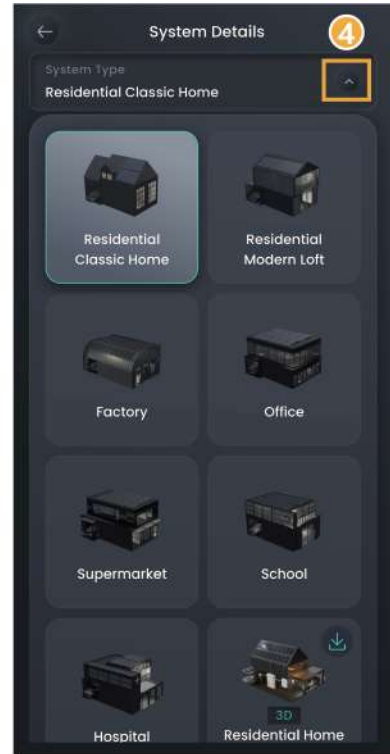 System Details
4
System Type
Residential Classic Home
Residential
Classic Home
Residential
Modern Loft
Factory
Office
Supermarket
School
Hospital
3D
Residential Home